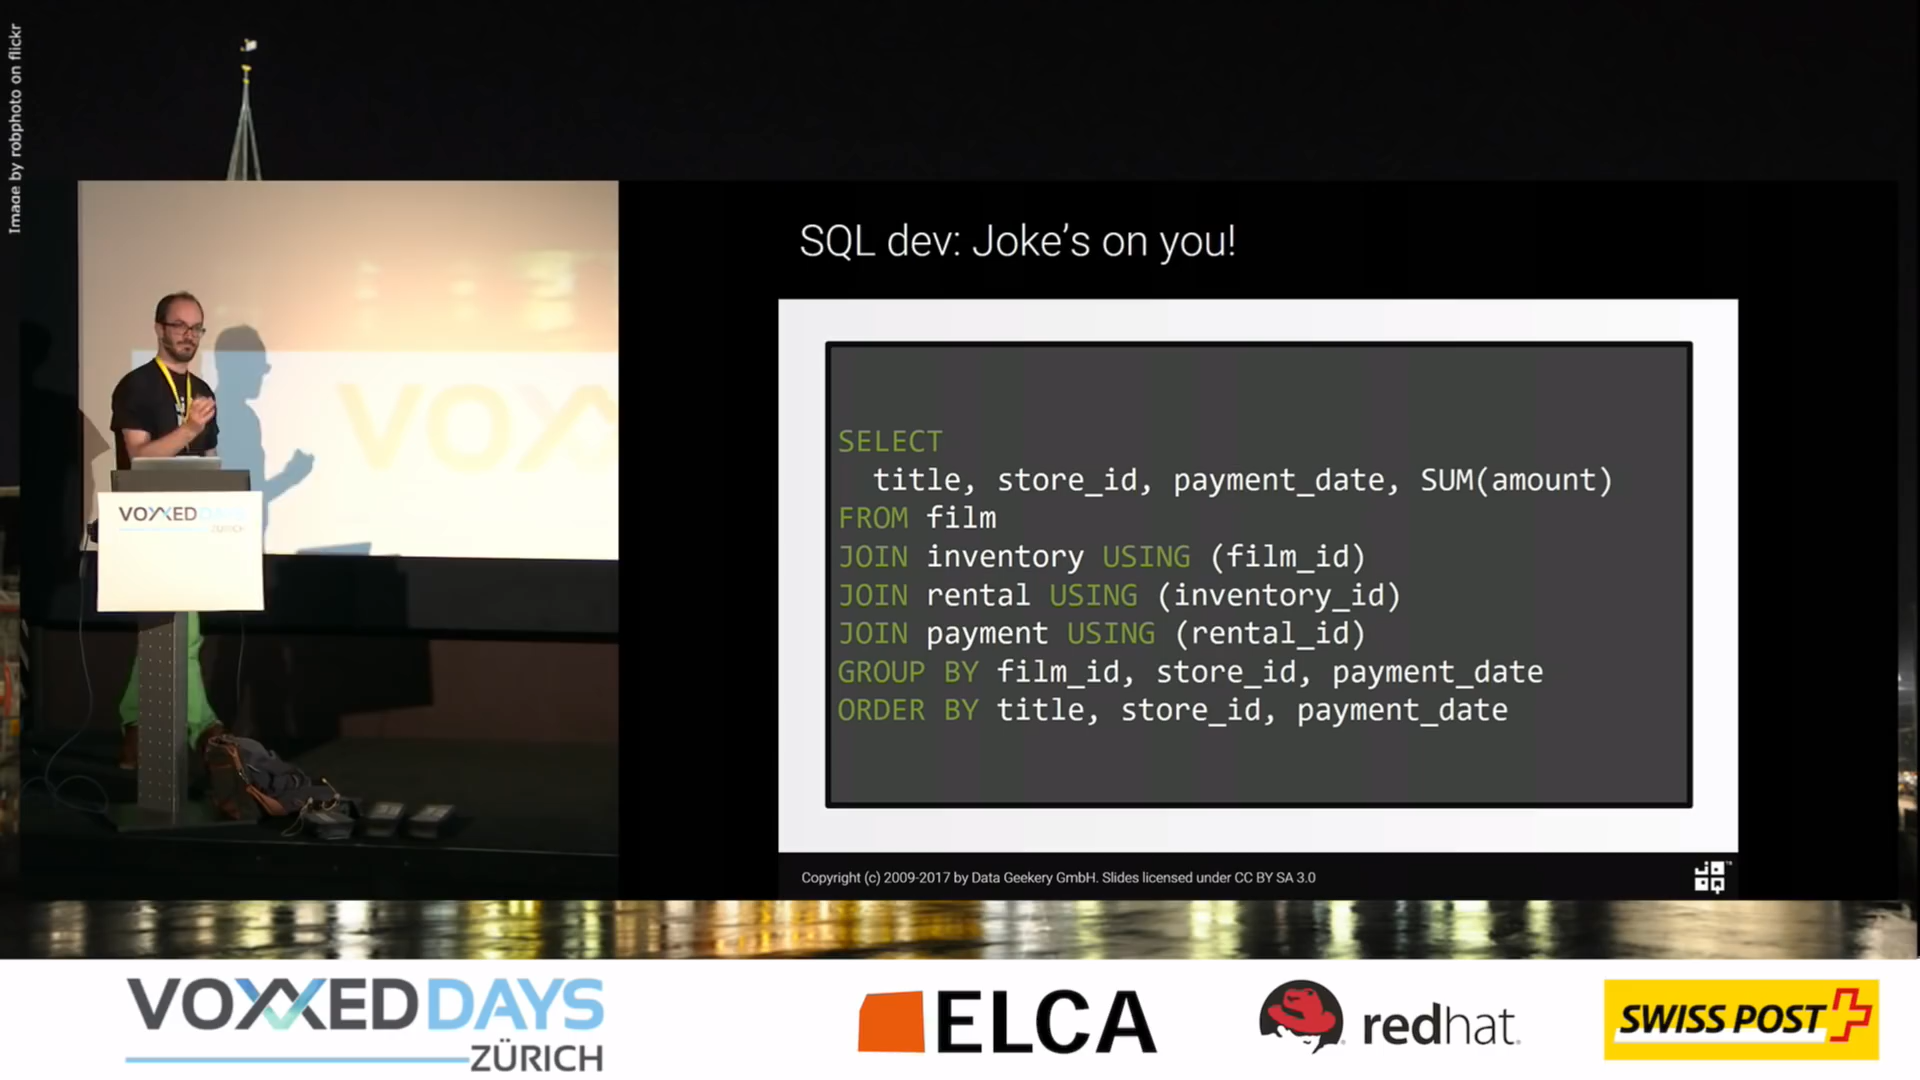 Image by robphoto on flickr
SQL dev: Joke's on you!
SELECT
title, store_id, payment_date, SUM(amount)
FROM film
JOIN inventory USING (film_id)
JOIN rental USING (inventory_id)
JOIN payment USING (rental_id)
GROUP BY film_id, store_id, payment_date
ORDER BY title, store_id, payment_date
VOXXED DAYS
ZÜRICH
Copyright (c) 2009-2017 by Data Geekery GmbH. Slides licensed under CC BY SA 3.0
JOOQ™
VOXXED DAYS
ZÜRICH
ELCA
redhat.
SWISS POST